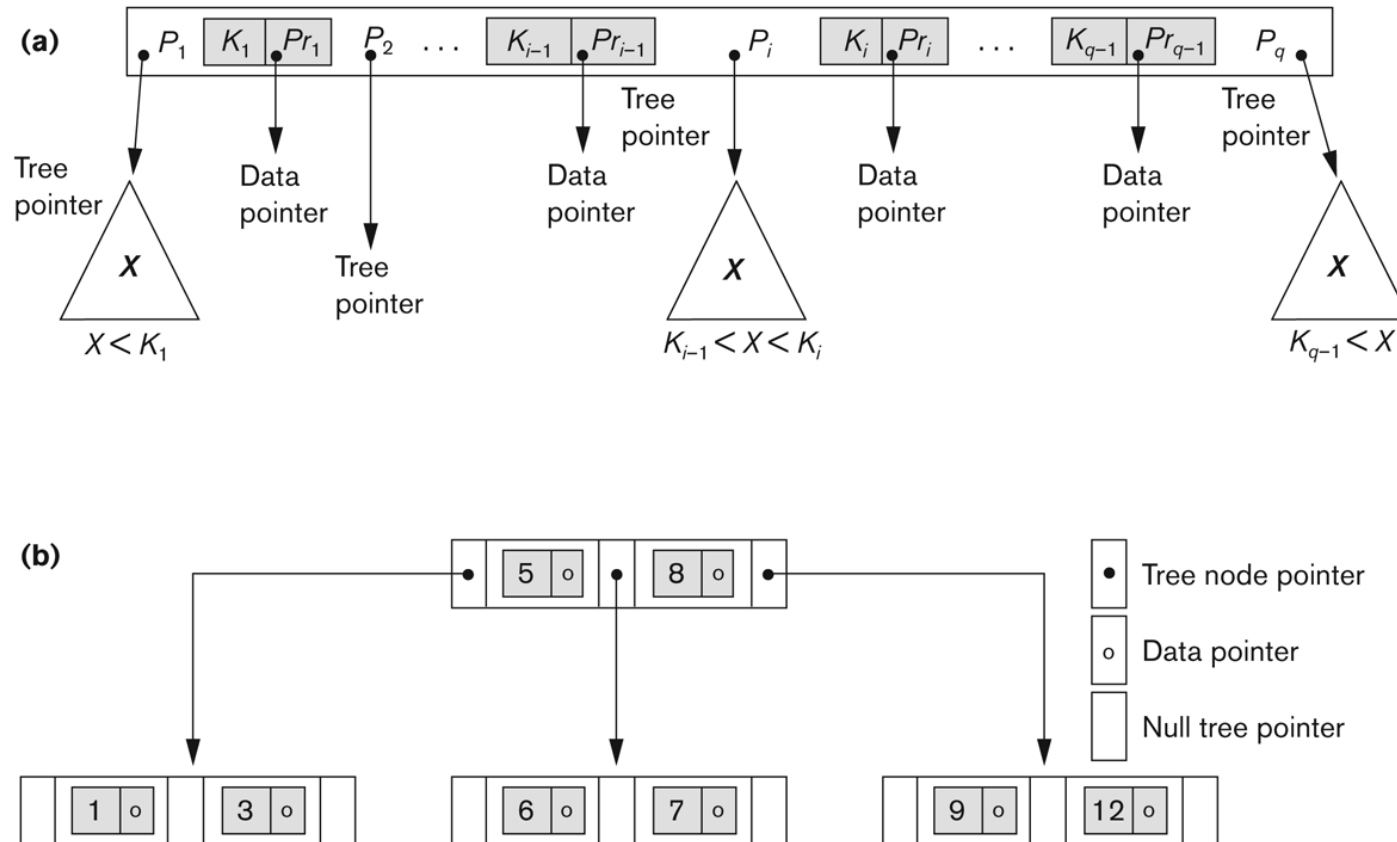 (a) P1 K1 Pr1 P2 . . . Ki–1 Pri–1 Pi Ki Pri . . . Kq–1 Prq–1 Pq
Tree
pointer
Data
pointer
Tree
pointer
Data
pointer
Tree
pointer
Data
pointer
Data
pointer
Tree
pointer
X X X
X < K1
Ki–1 < X < Ki
Kq–1 < X
(b)
5 o 8 o
• Tree node pointer
o Data pointer
Null tree pointer
1 o 3 o
6 o 7 o
9 o 12 o